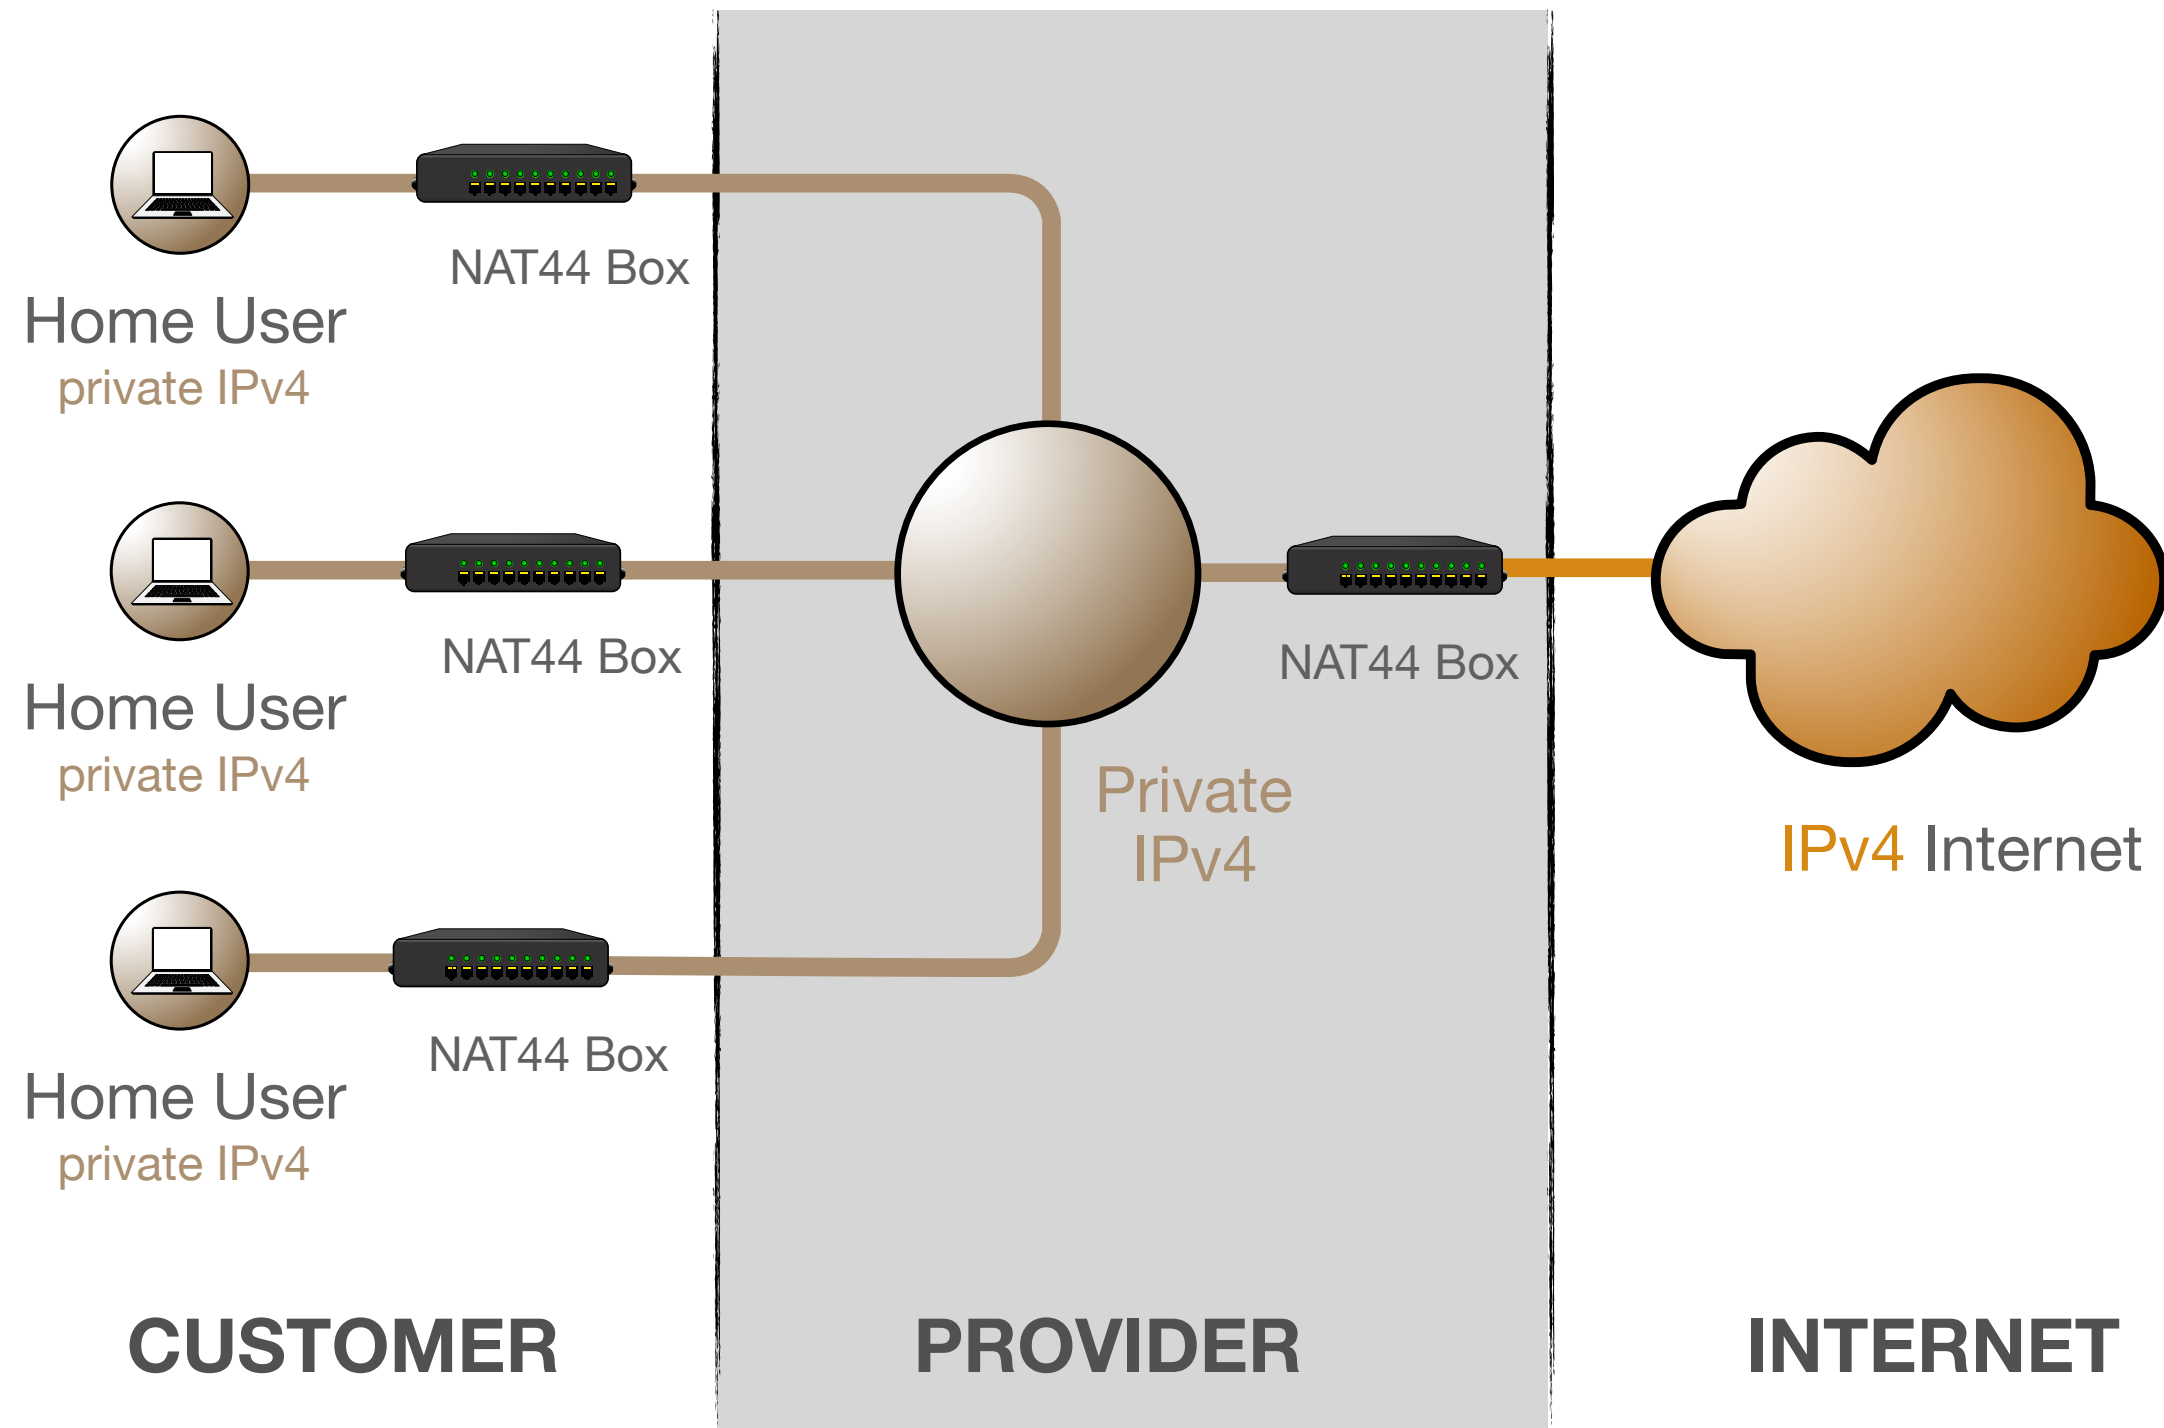 NAT44 Box
Home User
private IPv4
NAT44 Box
Home User
private IPv4
NAT44 Box
Home User
private IPv4
Private
IPv4
NAT44 Box
IPv4 Internet
CUSTOMER
PROVIDER
INTERNET